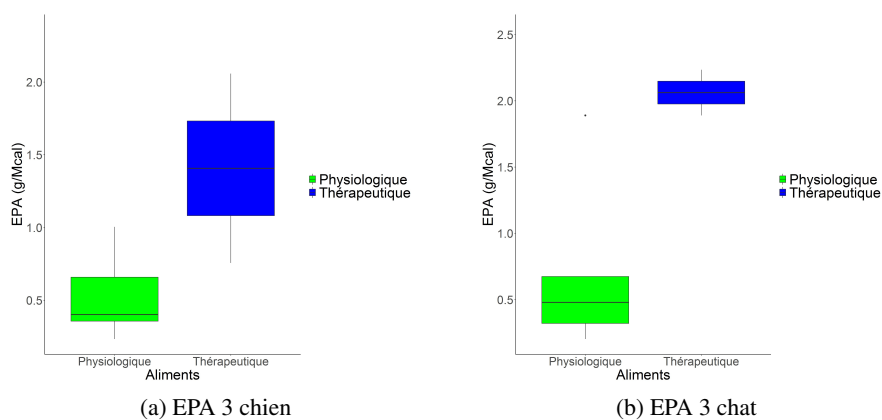 EPA (g/Mcal)
2.0
1.5
1.0
0.5
Physiologique
Thérapeutique
Aliments
Physiologique
Thérapeutique
(a) EPA 3 chien
EPA (g/Mcal)
2.5
2.0
1.5
1.0
0.5
Physiologique
Thérapeutique
Aliments
Physiologique
Thérapeutique
(b) EPA 3 chat